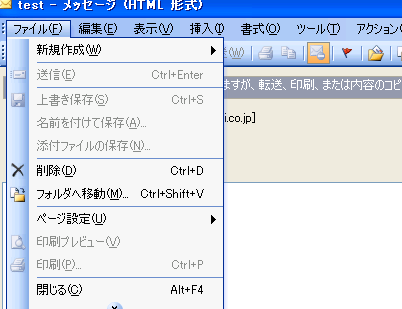 test - メッセージ (HTML 形式)
ファイル(F) 編集(E) 表示(V) 挿入(I) 書式(O) ツール(T) アクション
新規作成(W)
送信(E) Ctrl+Enter
ますが、転送、印刷、または内容のコピ
上書き保存(S) Ctrl+S
名前を付けて保存(A)...
i.co.jp]
添付ファイルの保存(N)...
削除(D) Ctrl+D
フォルダへ移動(M)... Ctrl+Shift+V
ページ設定(U)
印刷プレビュー(V)
印刷(P)... Ctrl+P
閉じる(C) Alt+F4